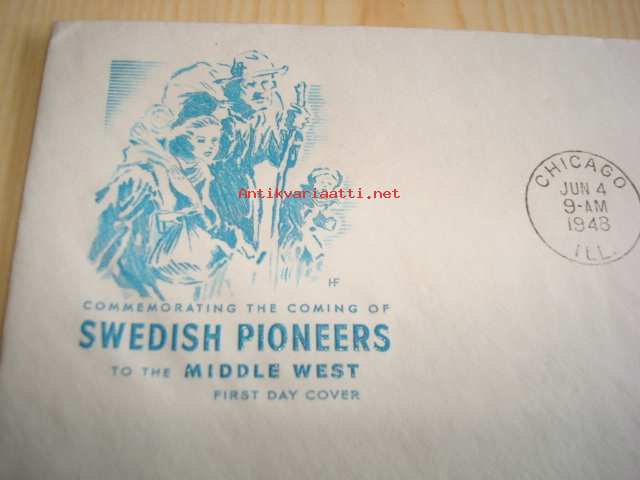 Antikvariaatti.net
HF
COMMEMORATING THE COMING OF
SWEDISH PIONEERS
TO THE MIDDLE WEST
FIRST DAY COVER
CHICAGO
JUN 4
9-AM
1948
ILL.